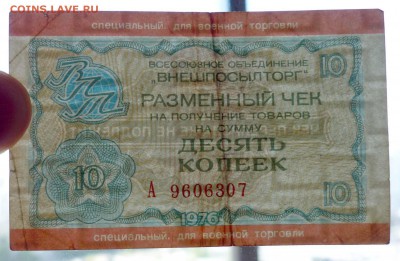 COINS.LAVE.RU
специальный, для военной торговли
ВПТ
ВСЕСОЮЗНОЕ ОБЪЕДИНЕНИЕ
"ВНЕШПОСЫЛТОРГ"
10
РАЗМЕННЫЙ ЧЕК
НА ПОЛУЧЕНИЕ ТОВАРОВ
НА СУММУ
ДЕСЯТЬ
КОПЕЕК
10
А 9606307
10
1976
специальный, для военной торговли